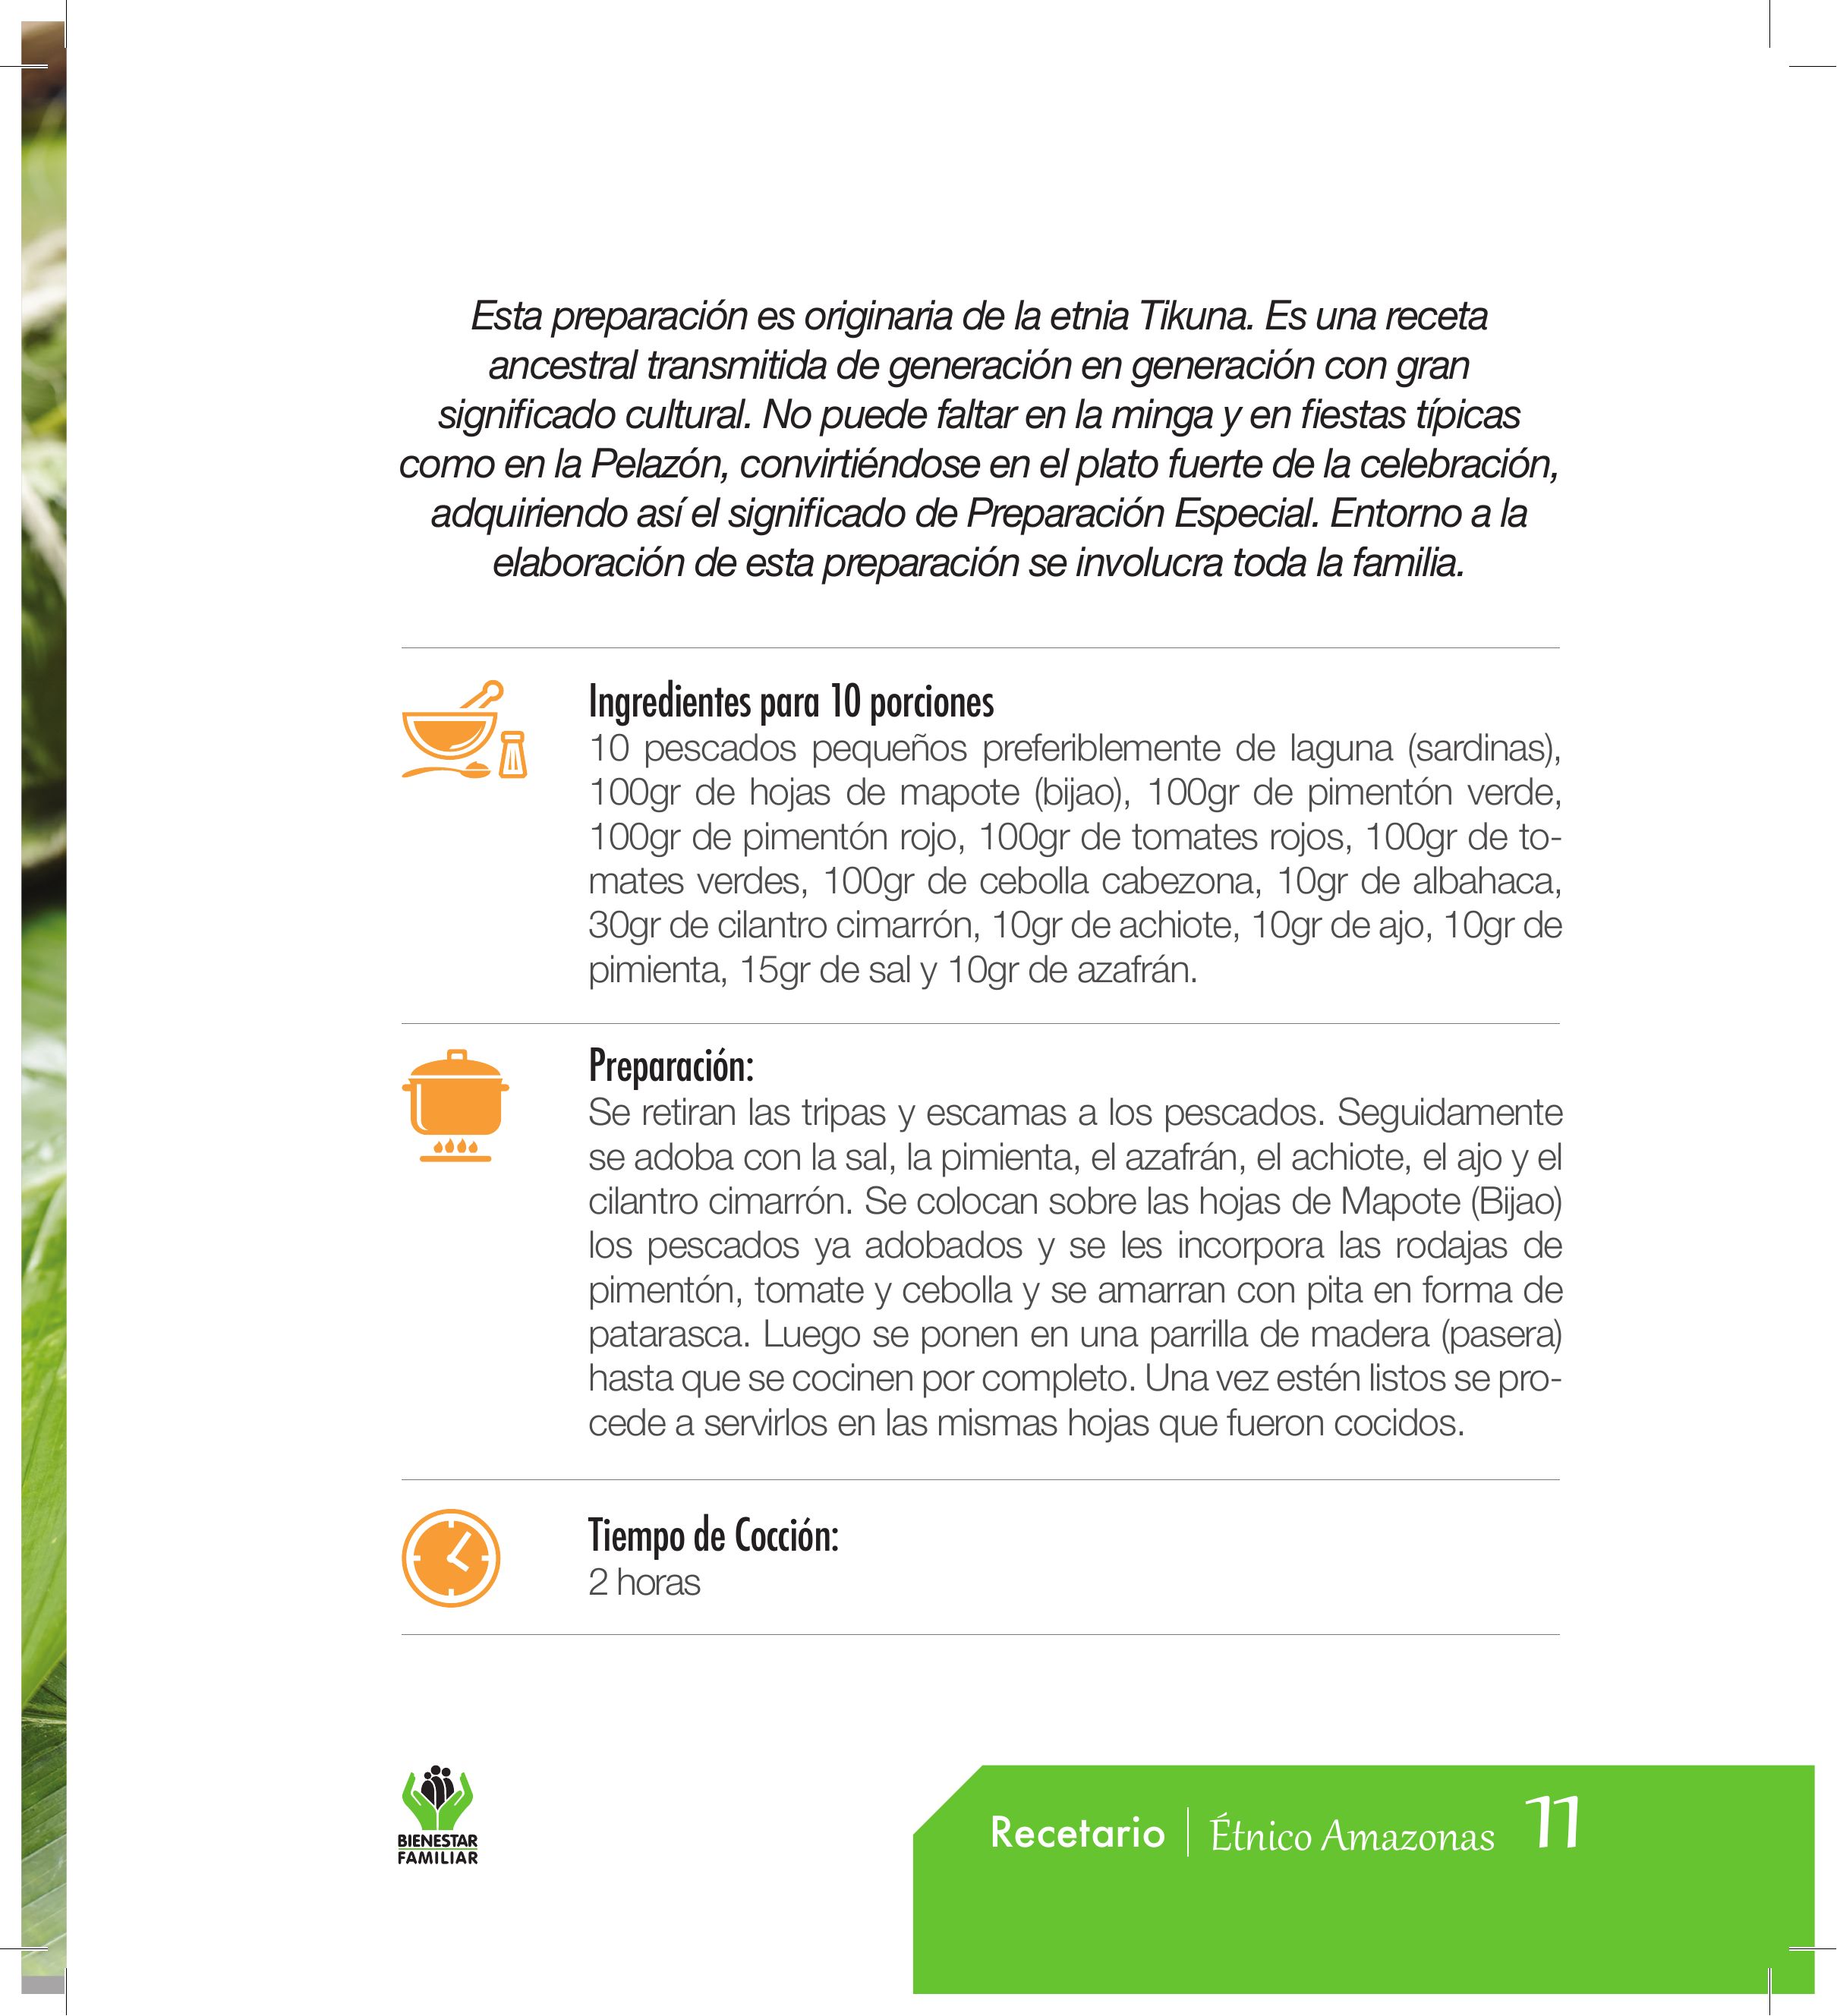 Esta preparación es originaria de la etnia Tikuna. Es una receta
ancestral transmitida de generación en generación con gran
significado cultural. No puede faltar en la minga y en fiestas típicas
como en la Pelazón, convirtiéndose en el plato fuerte de la celebración,
adquiriendo así el significado de Preparación Especial. Entorno a la
elaboración de esta preparación se involucra toda la familia.
Ingredientes para 10 porciones
10 pescados pequeños preferiblemente de laguna (sardinas),
100gr de hojas de mapote (bijao), 100gr de pimentón verde,
100gr de pimentón rojo, 100gr de tomates rojos, 100gr de to-
mates verdes, 100gr de cebolla cabezona, 10gr de albahaca,
30gr de cilantro cimarrón, 10gr de achiote, 10gr de ajo, 10gr de
pimienta, 15gr de sal y 10gr de azafrán.
Preparación:
Se retiran las tripas y escamas a los pescados. Seguidamente
se adoba con la sal, la pimienta, el azafrán, el achiote, el ajo y el
cilantro cimarrón. Se colocan sobre las hojas de Mapote (Bijao)
los pescados ya adobados y se les incorpora las rodajas de
pimentón, tomate y cebolla y se amarran con pita en forma de
patarasca. Luego se ponen en una parrilla de madera (pasera)
hasta que se cocinen por completo. Una vez estén listos se pro-
cede a servirlos en las mismas hojas que fueron cocidos.
Tiempo de Cocción:
2 horas
BIENESTAR
FAMILIAR
Recetario | Étnico Amazonas 11